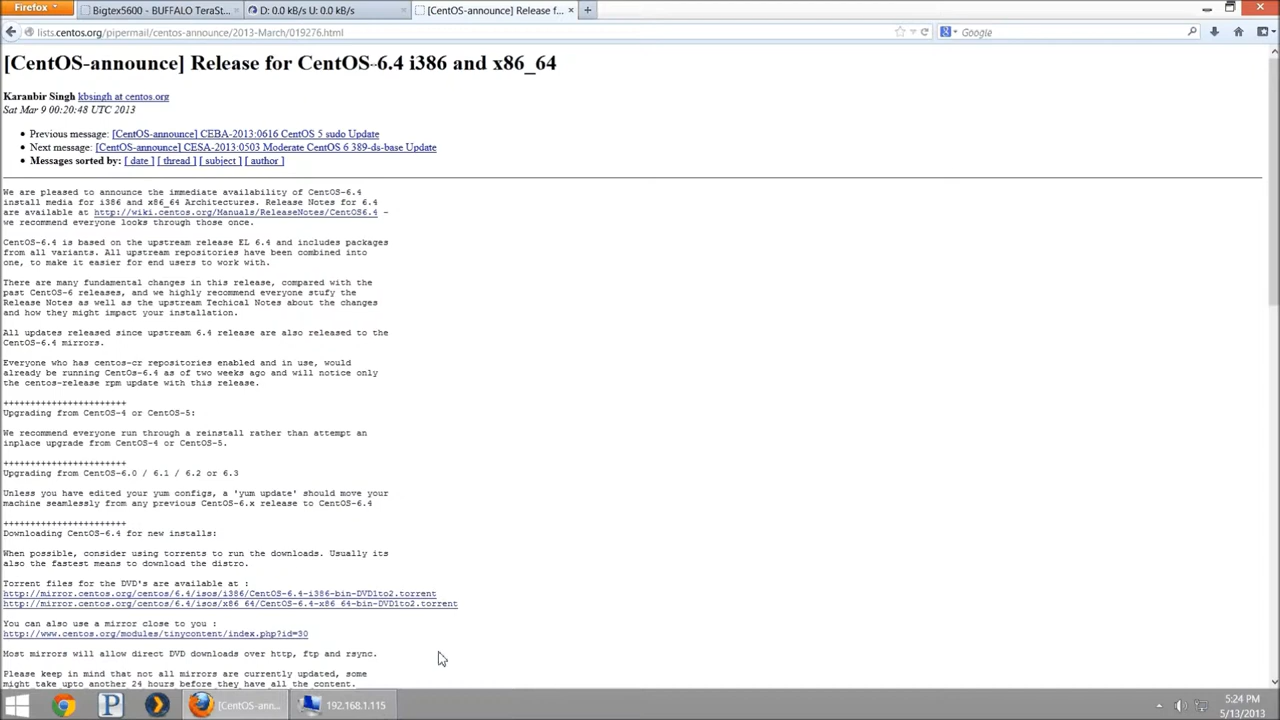 Firefox
Bigtex5600 - BUFFALO TeraSt...
D: 0.0 kB/s U: 0.0 kB/s
[CentOS-announce] Release f...
lists.centos.org/pipermail/centos-announce/2013-March/019276.html
Google
[CentOS-announce] Release for CentOS-6.4 i386 and x86_64
Karanbir Singh kbsingh at centos.org
Sat Mar 9 00:20:48 UTC 2013
Previous message: [CentOS-announce] CEBA-2013:0616 CentOS 5 sudo Update
Next message: [CentOS-announce] CESA-2013:0503 Moderate CentOS 6 389-ds-base Update
Messages sorted by: [ date ] [ thread ] [ subject ] [ author ]
We are pleased to announce the immediate availability of CentOS-6.4
install media for i386 and x86_64 Architectures. Release Notes for 6.4
are available at http://wiki.centos.org/Manuals/ReleaseNotes/CentOS6.4 -
we recommend everyone looks through those once.
CentOS-6.4 is based on the upstream release EL 6.4 and includes packages
from all variants. All upstream repositories have been combined into
one, to make it easier for end users to work with.
There are many fundamental changes in this release, compared with the
past CentOS-6 releases, and we highly recommend everyone stufy the
Release Notes as well as the upstream Techical Notes about the changes
and how they might impact your installation.
All updates released since upstream 6.4 release are also released to the
CentOS-6.4 mirrors.
Everyone who has centos-cr repositories enabled and in use, would
already be running CentOs-6.4 as of two weeks ago and will notice only
the centos-release rpm update with this release.
+++++++++++++++++++++++
Upgrading from CentOS-4 or CentOS-5:
We recommend everyone run through a reinstall rather than attempt an
inplace upgrade from CentOS-4 or CentOS-5.
+++++++++++++++++++++++
Upgrading from CentOS-6.0 / 6.1 / 6.2 or 6.3
Unless you have edited your yum configs, a 'yum update' should move your
machine seamlessly from any previous CentOS-6.x release to CentOS-6.4
+++++++++++++++++++++++
Downloading CentOS-6.4 for new installs:
When possible, consider using torrents to run the downloads. Usually its
also the fastest means to download the distro.
Torrent files for the DVD's are available at :
http://mirror.centos.org/centos/6.4/isos/i386/CentOS-6.4-i386-bin-DVD1to2.torrent
http://mirror.centos.org/centos/6.4/isos/x86_64/CentOS-6.4-x86_64-bin-DVD1to2.torrent
You can also use a mirror close to you :
http://www.centos.org/modules/tinycontent/index.php?id=30
Most mirrors will allow direct DVD downloads over http, ftp and rsync.
Please keep in mind that not all mirrors are currently updated, some
might take upto another 24 hours before they have all the content.
[CentOS-ann...
192.168.1.115
5:24 PM
5/13/2013